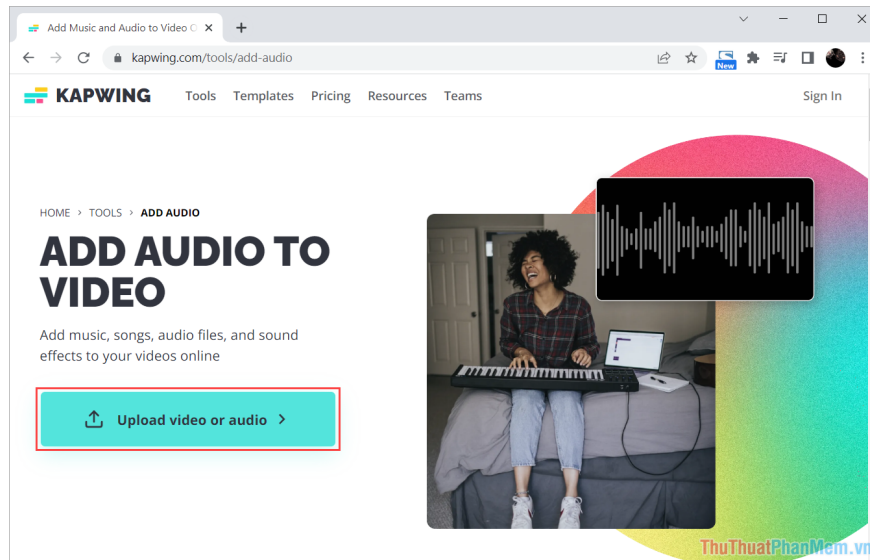 Add Music and Audio to Video O
kapwing.com/tools/add-audio
New
KAPWING Tools Templates Pricing Resources Teams Sign In
HOME > TOOLS > ADD AUDIO
ADD AUDIO TO
VIDEO
Add music, songs, audio files, and sound
effects to your videos online
Upload video or audio >
ThuThuatPhanMem.vn